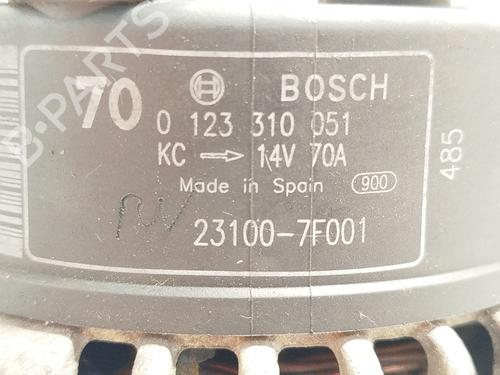 70 BOSCH
0 123 310 051
KC → 14V 70A
Made in Spain 900
23100-7F001
485
B-PARTS